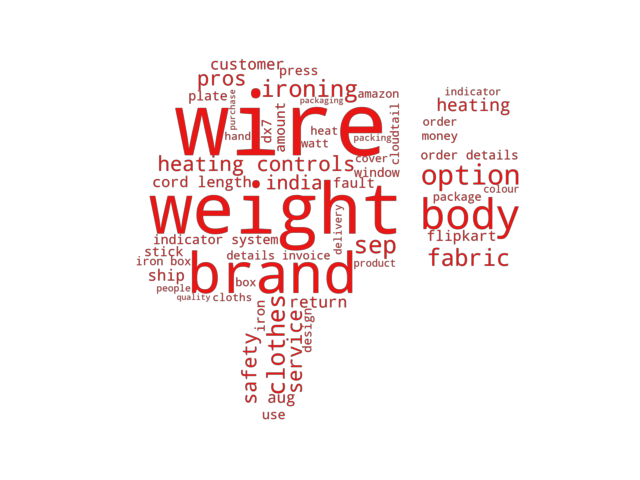 customer
press
pros
ironing
plate
purchase
packaging
amazon
indicator
heating
wire
hand
dx7
amount
heat
watt
packing
cloudtail
order
money
heating controls
cover
window
order details
cord length
india
fault
option
colour
package
weight
body
delivery
flipkart
indicator system
sep
stick
details invoice
fabric
iron box
brand
product
ship
box
people
quality
cloths
return
iron
clothes
service
design
safety
aug
use